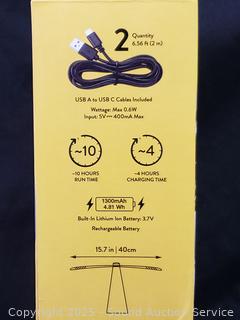 2
Quantity
6.56 ft (2 m)
USB A to USB C Cables Included
Wattage: Max 0.6W
Input: 5V⎓ 400mA Max
~10
~4
~10 HOURS
RUN TIME
~4 HOURS
CHARGING TIME
1300mAh
4.81 Wh
Built-In Lithium Ion Battery: 3.7V
Rechargeable Battery
15.7 in | 40cm
Copyright 2025 - Sound Auction Service